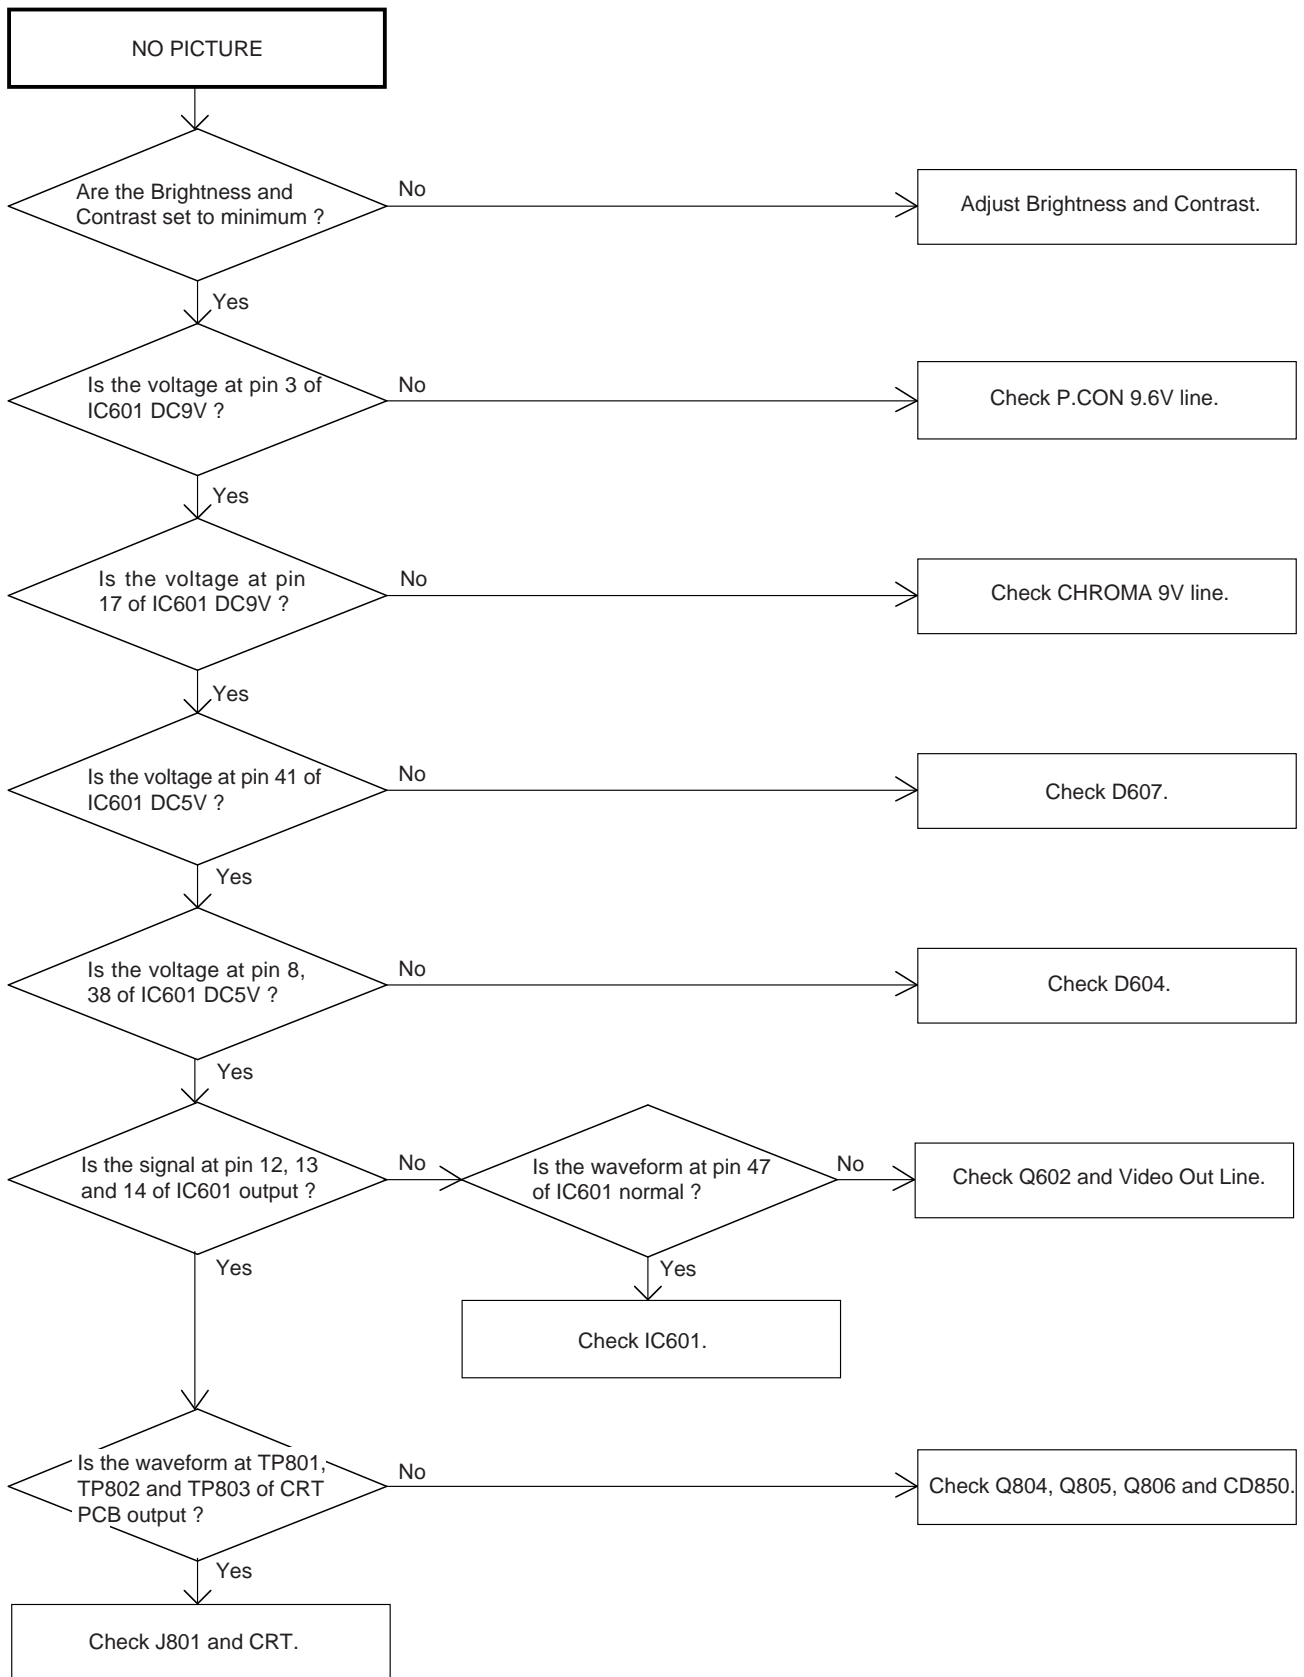 NO PICTURE
Are the Brightness and
Contrast set to minimum ?
No
Adjust Brightness and Contrast.
Yes
Is the voltage at pin 3 of
IC601 DC9V ?
No
Check P.CON 9.6V line.
Yes
Is the voltage at pin
17 of IC601 DC9V ?
No
Check CHROMA 9V line.
Yes
Is the voltage at pin 41 of
IC601 DC5V ?
No
Check D607.
Yes
Is the voltage at pin 8,
38 of IC601 DC5V ?
No
Check D604.
Yes
Is the signal at pin 12, 13
and 14 of IC601 output ?
No
Is the waveform at pin 47
of IC601 normal ?
No
Check Q602 and Video Out Line.
Yes
Yes
Check IC601.
Is the waveform at TP801,
TP802 and TP803 of CRT
PCB output ?
No
Check Q804, Q805, Q806 and CD850.
Yes
Check J801 and CRT.